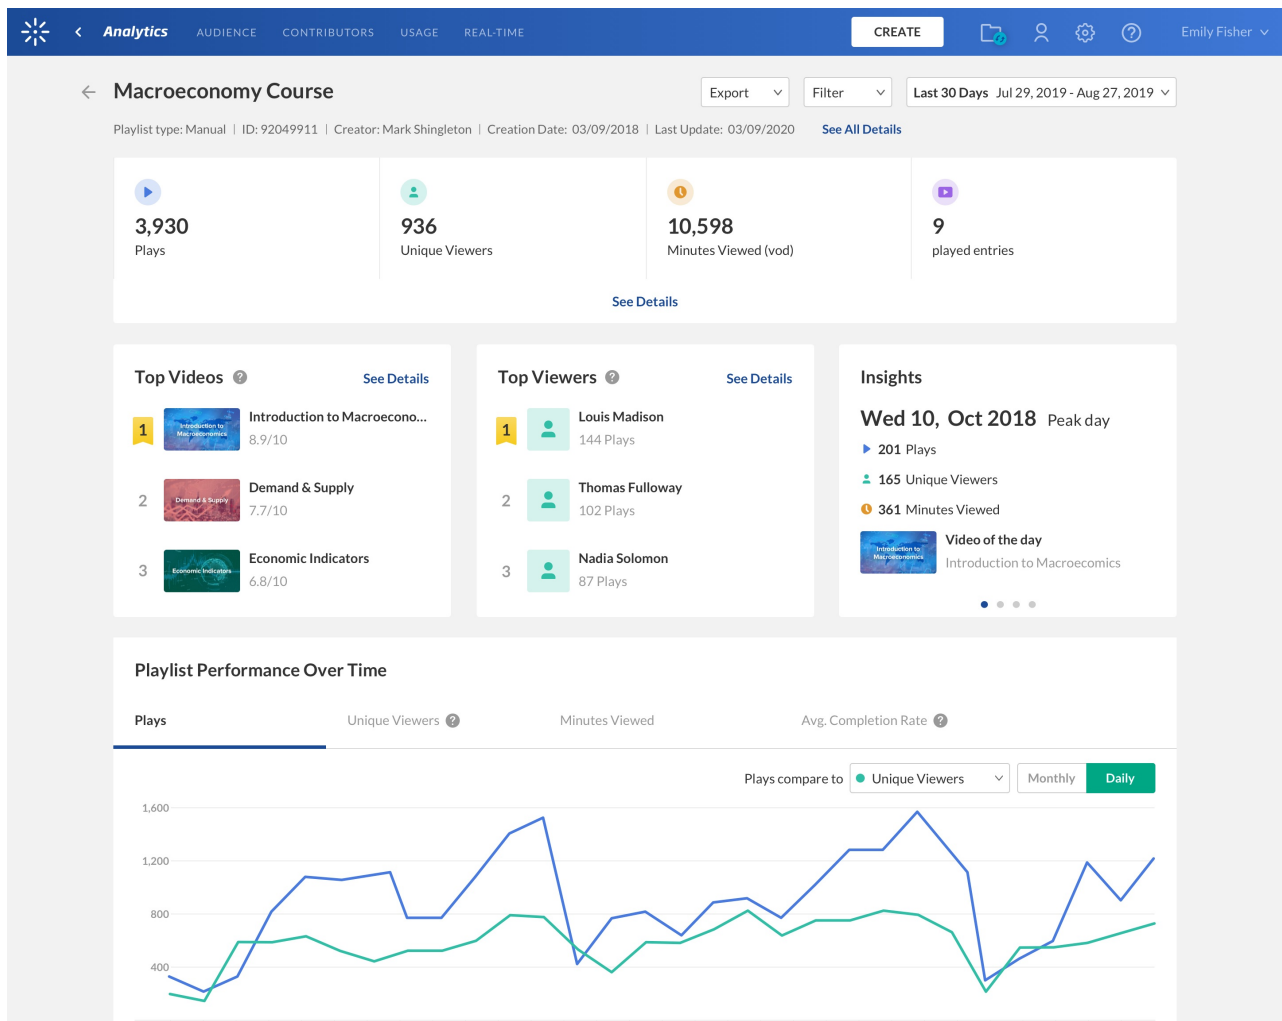 Analytics AUDIENCE CONTRIBUTORS USAGE REAL-TIME CREATE Emily Fisher
Macroeconomy Course Export Filter Last 30 Days Jul 29, 2019 - Aug 27, 2019
Playlist type: Manual | ID: 92049911 | Creator: Mark Shingleton | Creation Date: 03/09/2018 | Last Update: 03/09/2020 See All Details
3,930
Plays
936
Unique Viewers
10,598
Minutes Viewed (vod)
9
played entries
See Details
Top Videos ? See Details
1
Introduction to Macroeconomics
Introduction to Macroecono...
8.9/10
2
Demand & Supply
Demand & Supply
7.7/10
3
Economic Indicators
Economic Indicators
6.8/10
Top Viewers ? See Details
1
Louis Madison
144 Plays
2
Thomas Fulloway
102 Plays
3
Nadia Solomon
87 Plays
Insights
Wed 10, Oct 2018 Peak day
201 Plays
165 Unique Viewers
361 Minutes Viewed
Introduction to Macroeconomics
Video of the day
Introduction to Macroecomics
Playlist Performance Over Time
Plays Unique Viewers ? Minutes Viewed Avg. Completion Rate ?
Plays compare to Unique Viewers Monthly Daily
1,600
1,200
800
400